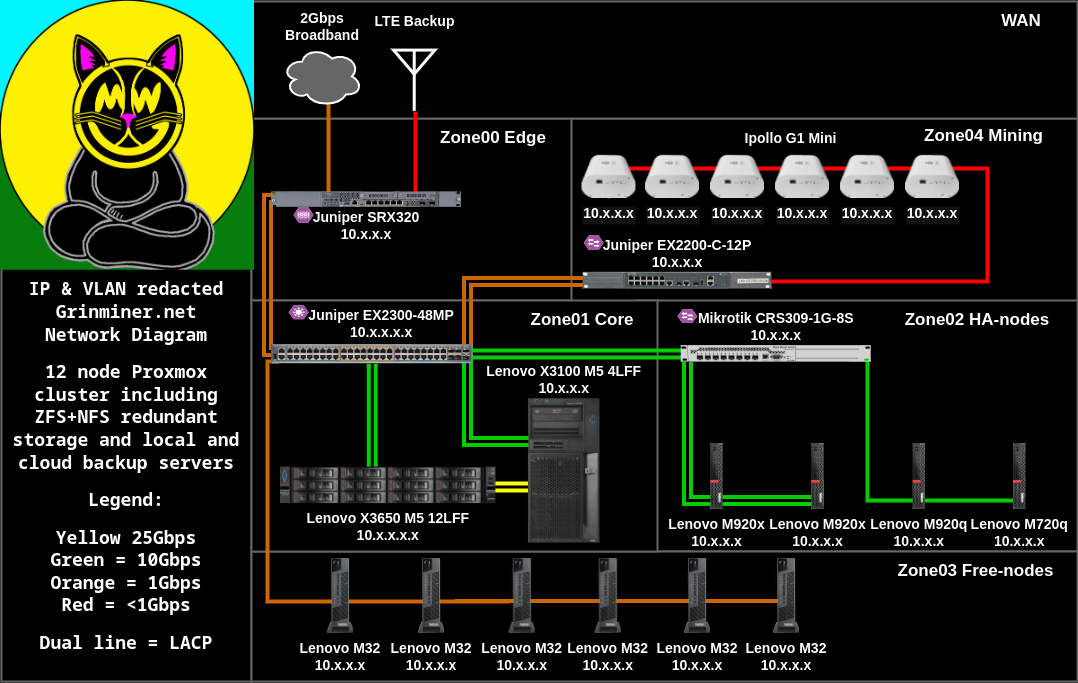 MW
IP & VLAN redacted
Grinminer.net
Network Diagram
12 node Proxmox
cluster including
ZFS+NFS redundant
storage and local and
cloud backup servers
Legend:
Yellow 25Gbps
Green = 10Gbps
Orange = 1Gbps
Red = <1Gbps
Dual line = LACP
2Gbps
Broadband
LTE Backup
WAN
Zone00 Edge
Juniper SRX320
10.x.x.x
Zone04 Mining
Ipollo G1 Mini
10.x.x.x
10.x.x.x
10.x.x.x
10.x.x.x
10.x.x.x
10.x.x.x
Juniper EX2200-C-12P
10.x.x.x
Zone01 Core
Juniper EX2300-48MP
10.x.x.x.x
Lenovo X3100 M5 4LFF
10.x.x.x
Lenovo X3650 M5 12LFF
10.x.x.x.x
Zone02 HA-nodes
Mikrotik CRS309-1G-8S
10.x.x.x
Lenovo M920x
10.x.x.x
Lenovo M920x
10.x.x.x
Lenovo M920q
10.x.x.x
Lenovo M720q
10.x.x.x
Zone03 Free-nodes
Lenovo M32
10.x.x.x
Lenovo M32
10.x.x.x
Lenovo M32
10.x.x.x
Lenovo M32
10.x.x.x
Lenovo M32
10.x.x.x
Lenovo M32
10.x.x.x